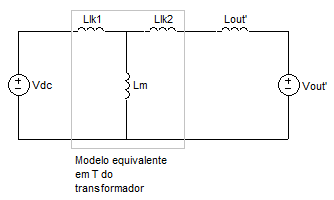 Llk1
Llk2
Lout'
Vdc
Lm
Vout'
Modelo equivalente
em T do
transformador